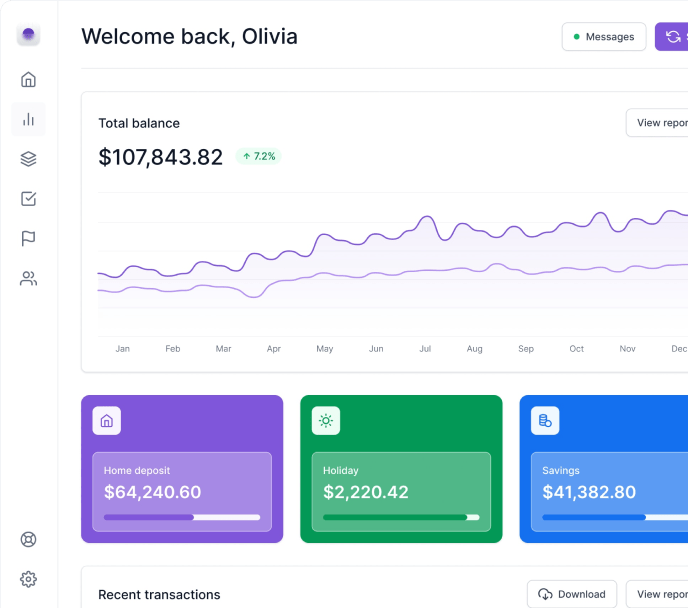 Welcome back, Olivia
Messages
Total balance
View repor
$107,843.82
7.2%
Jan Feb Mar Apr May Jun Jul Aug Sep Oct Nov Dec
Home deposit
$64,240.60
Holiday
$2,220.42
Savings
$41,382.80
Recent transactions
Download
View repor